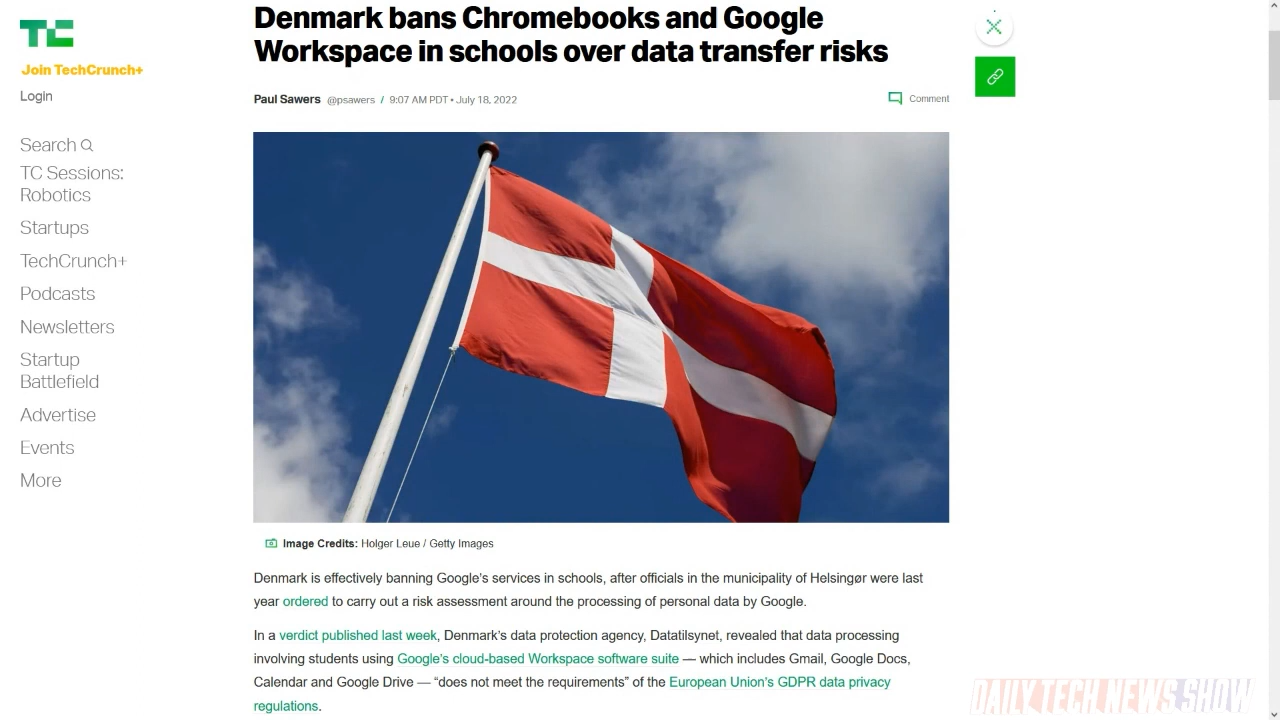 Denmark bans Chromebooks and Google
Workspace in schools over data transfer risks
TC
Join TechCrunch+
Login
Search
TC Sessions:
Robotics
Startups
TechCrunch+
Podcasts
Newsletters
Startup
Battlefield
Advertise
Events
More
Paul Sawers @psawers / 9:07 AM PDT • July 18, 2022
Comment
Image Credits: Holger Leue / Getty Images
Denmark is effectively banning Google's services in schools, after officials in the municipality of Helsingør were last
year ordered to carry out a risk assessment around the processing of personal data by Google.
In a verdict published last week, Denmark's data protection agency, Datatilsynet, revealed that data processing
involving students using Google's cloud-based Workspace software suite — which includes Gmail, Google Docs,
Calendar and Google Drive — “does not meet the requirements” of the European Union's GDPR data privacy
regulations.
DAILY TECH NEWS SHOW